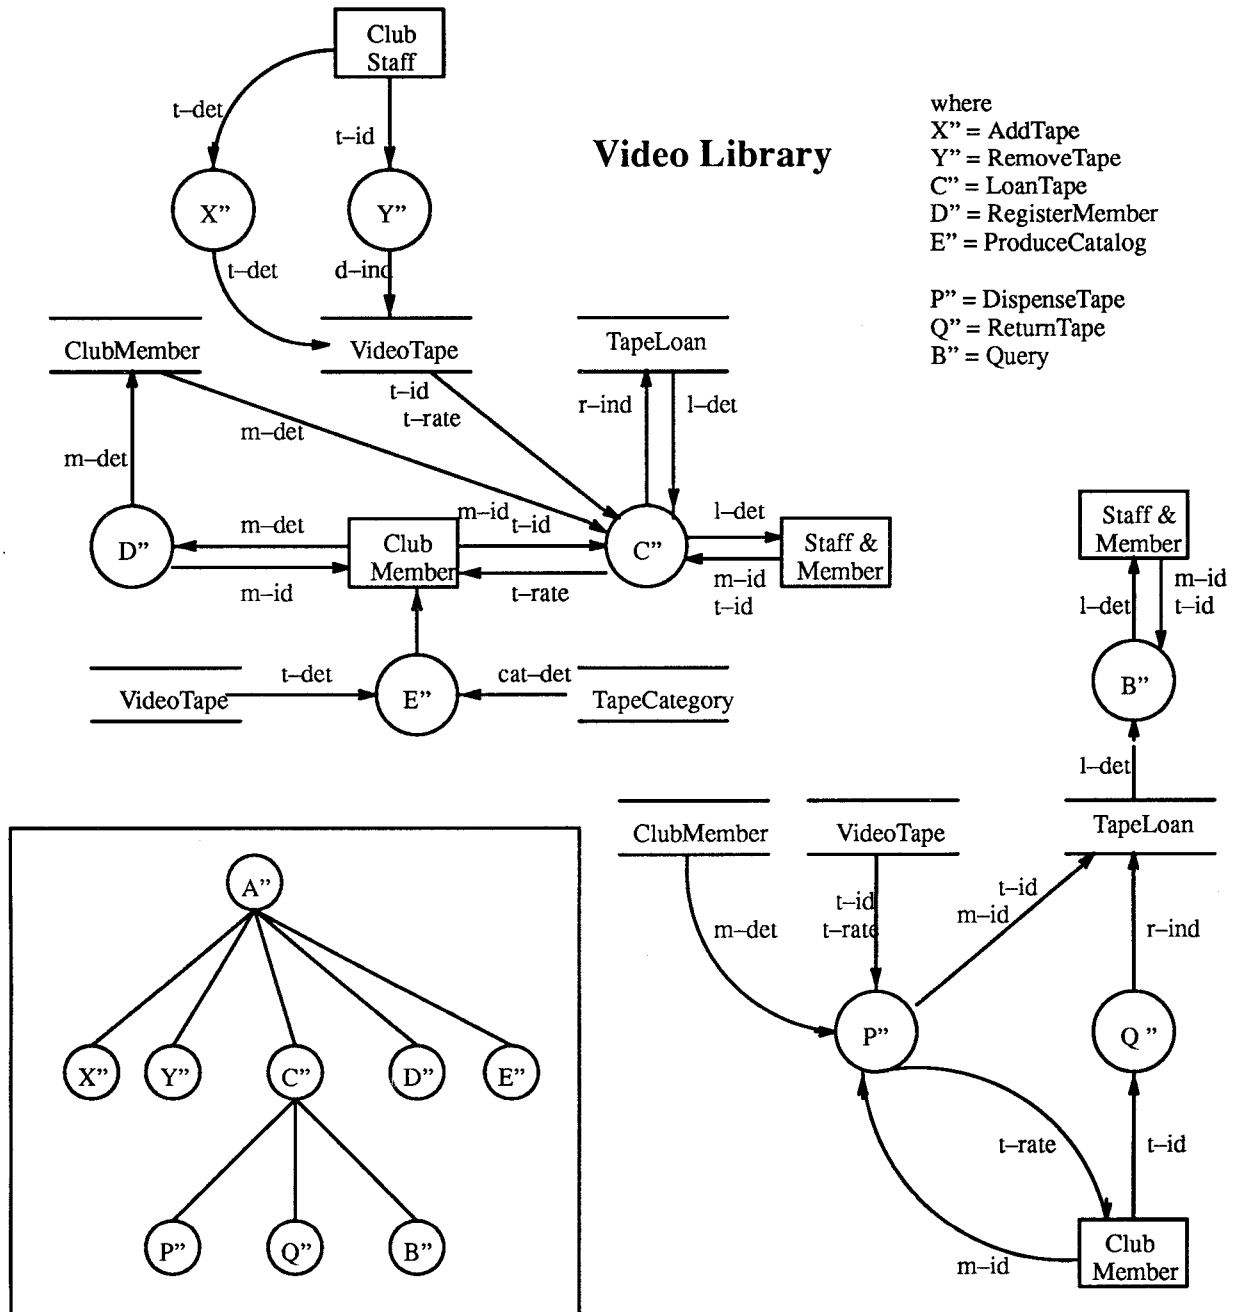 Club
Staff
t–det
t–id
Video Library
where
X” = AddTape
Y” = RemoveTape
C” = LoanTape
D” = RegisterMember
E” = ProduceCatalog
P” = DispenseTape
Q” = ReturnTape
B” = Query
X”
Y”
t–det
d–ind
ClubMember
VideoTape
TapeLoan
t–id
t–rate
r–ind
l–det
m–det
m–det
m–det
m–id
t–id
l–det
D”
Club
Member
C”
Staff &
Member
m–id
t–rate
m–id
t–id
Staff &
Member
l–det
m–id
t–id
B”
l–det
t–det
cat–det
VideoTape
E”
TapeCategory
ClubMember
VideoTape
TapeLoan
m–det
t–id
t–rate
t–id
m–id
r–ind
P”
Q ”
t–rate
t–id
m–id
Club
Member
A”
X”
Y”
C”
D”
E”
P”
Q”
B”